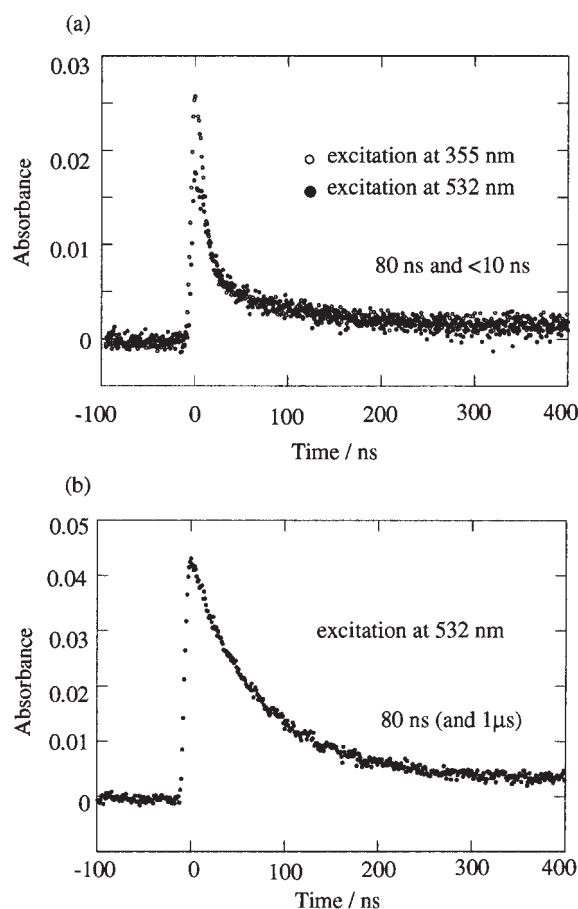 (a)
0.03
0.02
0.01
0
Absorbance
excitation at 355 nm
excitation at 532 nm
80 ns and <10 ns
-100 0 100 200 300 400
Time / ns
(b)
0.05
0.04
0.03
0.02
0.01
0
Absorbance
excitation at 532 nm
80 ns (and 1μs)
-100 0 100 200 300 400
Time / ns